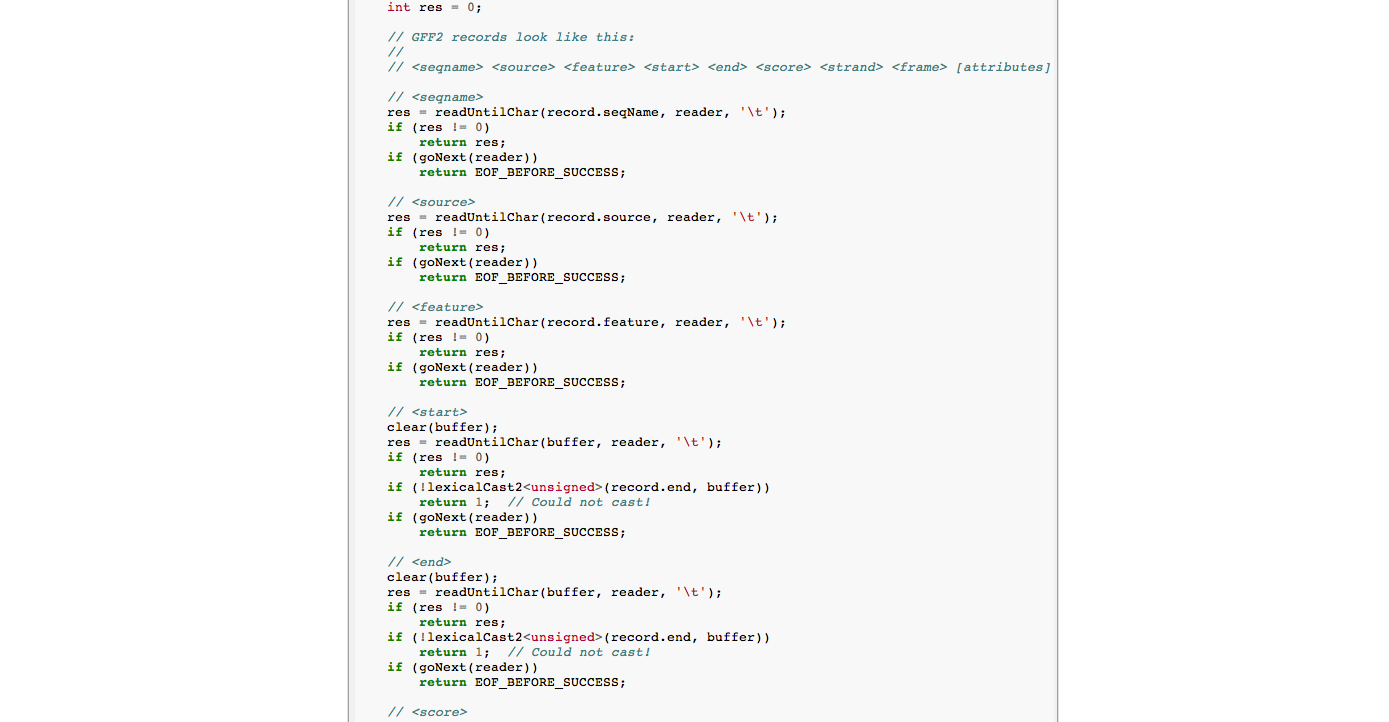 int res = 0;
// GFF2 records look like this:
//
// <seqname> <source> <feature> <start> <end> <score> <strand> <frame> [attributes]
// <seqname>
res = readUntilChar(record.seqName, reader, '\t');
if (res != 0)
return res;
if (goNext(reader))
return EOF_BEFORE_SUCCESS;
// <source>
res = readUntilChar(record.source, reader, '\t');
if (res != 0)
return res;
if (goNext(reader))
return EOF_BEFORE_SUCCESS;
// <feature>
res = readUntilChar(record.feature, reader, '\t');
if (res != 0)
return res;
if (goNext(reader))
return EOF_BEFORE_SUCCESS;
// <start>
clear(buffer);
res = readUntilChar(buffer, reader, '\t');
if (res != 0)
return res;
if (!lexicalCast2<unsigned>(record.end, buffer))
return 1;  // Could not cast!
if (goNext(reader))
return EOF_BEFORE_SUCCESS;
// <end>
clear(buffer);
res = readUntilChar(buffer, reader, '\t');
if (res != 0)
return res;
if (!lexicalCast2<unsigned>(record.end, buffer))
return 1;  // Could not cast!
if (goNext(reader))
return EOF_BEFORE_SUCCESS;
// <score>